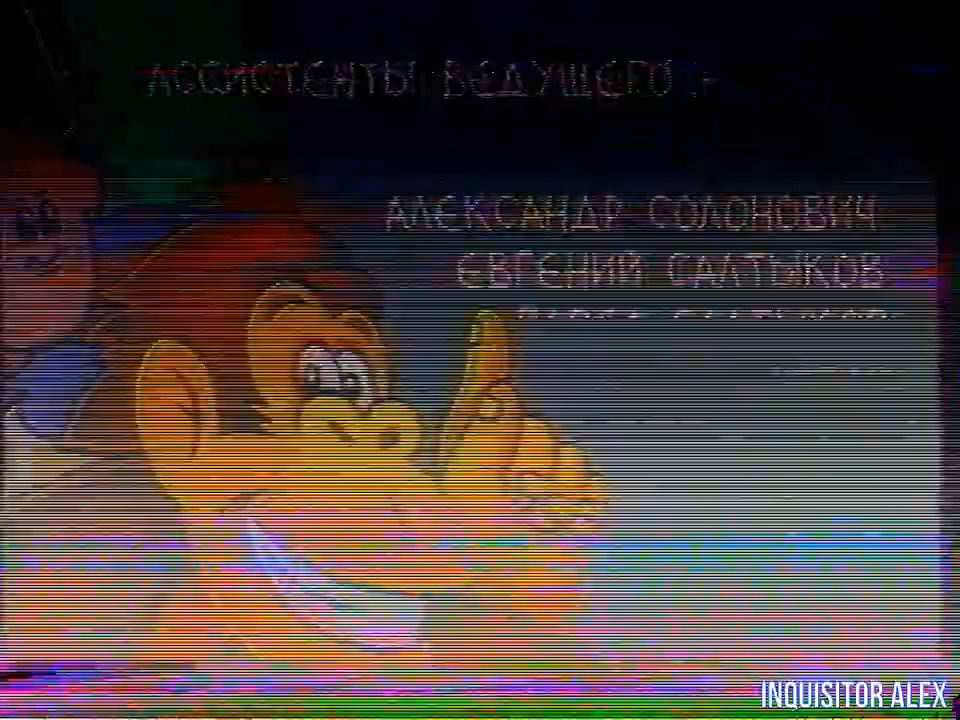 АССИСТЕНТЫ ВЕДУЩЕГО
АЛЕКСАНДР СОЛОНОВИЧ
ЕВГЕНИЙ САЛТЫКОВ
INQUISITOR ALEX